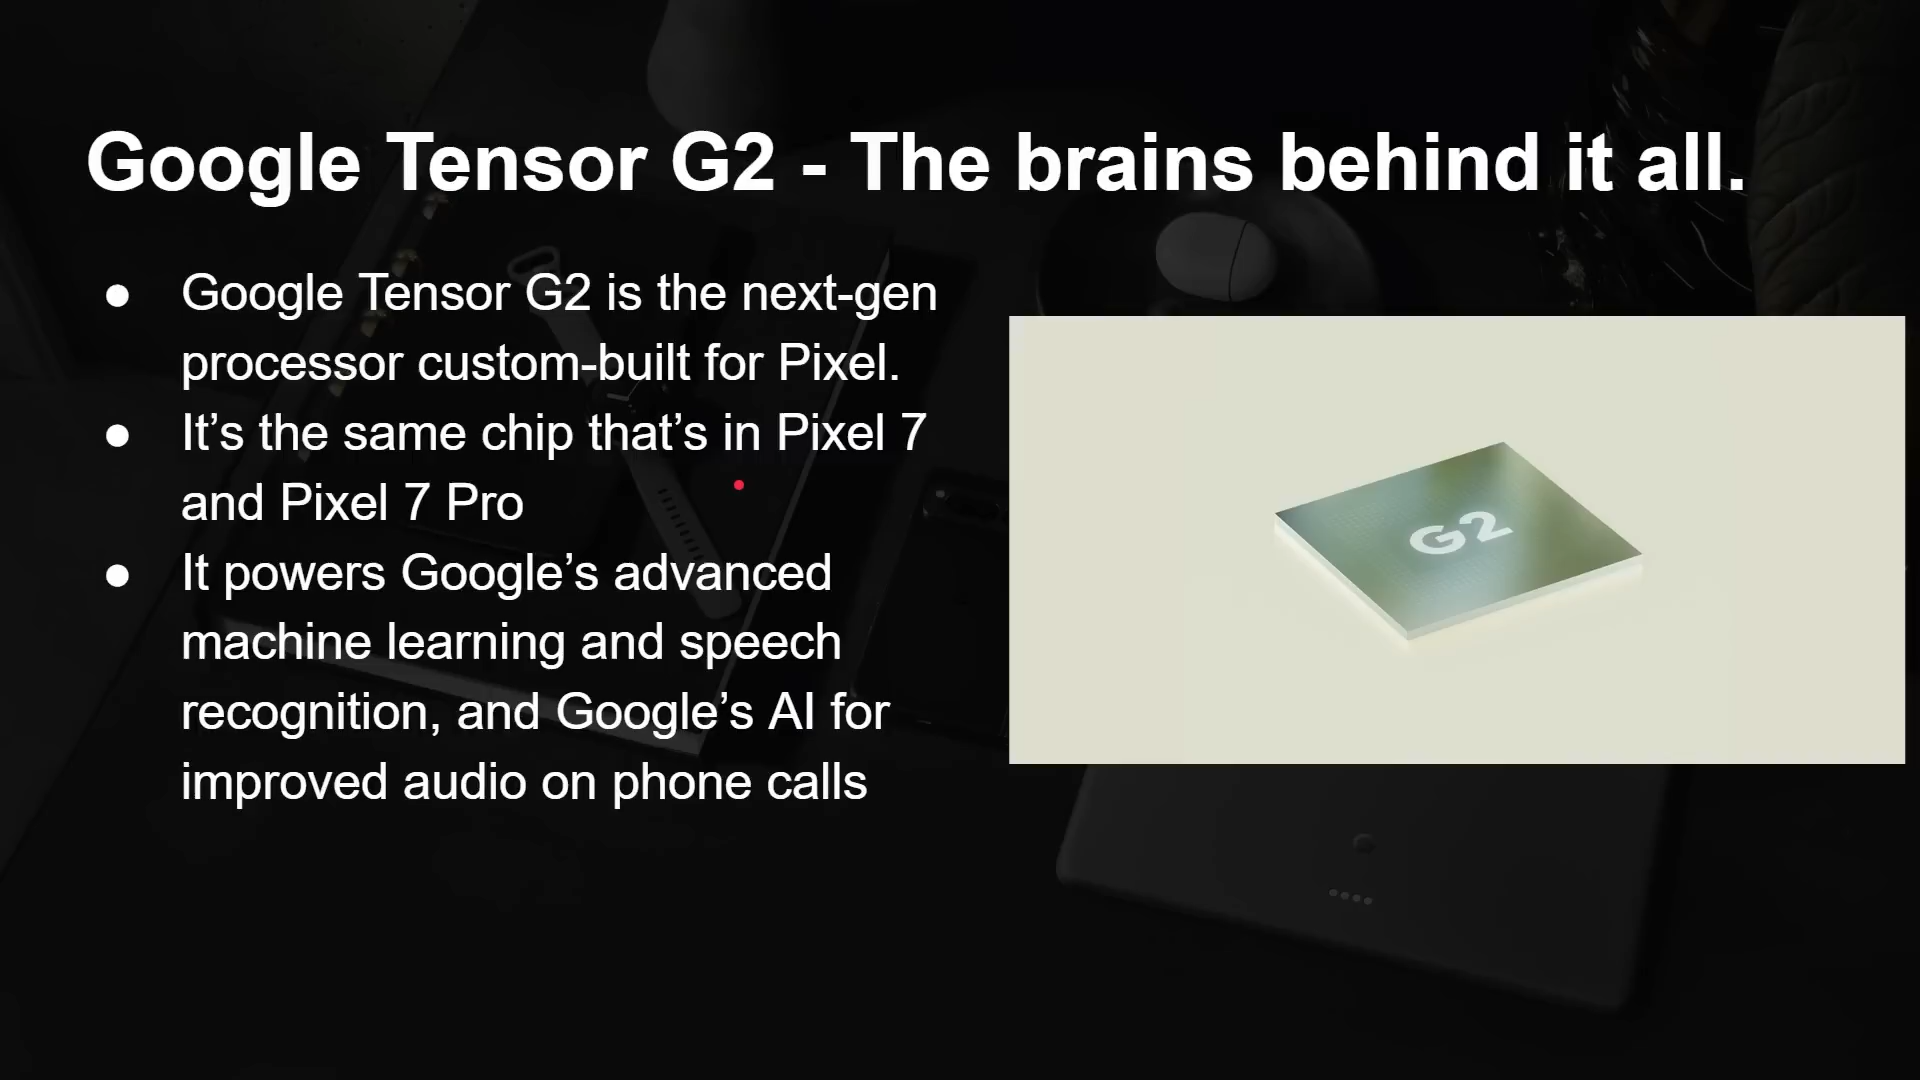 Google Tensor G2 - The brains behind it all.
● Google Tensor G2 is the next-gen
processor custom-built for Pixel.
● It’s the same chip that’s in Pixel 7
and Pixel 7 Pro
● It powers Google’s advanced
machine learning and speech
recognition, and Google’s AI for
improved audio on phone calls
G2